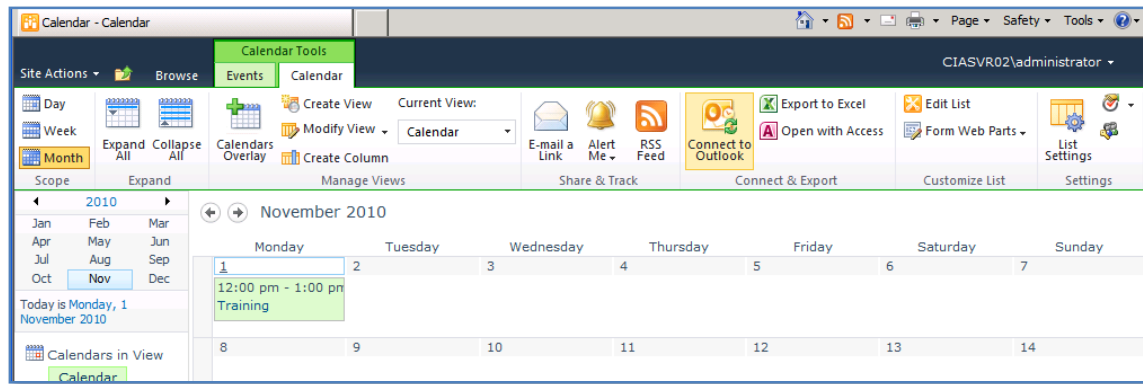 Calendar - Calendar
Page Safety Tools
Calendar Tools
Site Actions Browse Events Calendar
CIASVR02\administrator
Day
Week
Month
Scope
Expand All
Collapse All
Expand
Calendars Overlay
Create View
Modify View
Create Column
Current View:
Calendar
Manage Views
E-mail a Link
Alert Me
RSS Feed
Share & Track
Connect to Outlook
Export to Excel
Open with Access
Connect & Export
Edit List
Form Web Parts
Customize List
List Settings
Settings
2010
Jan Feb Mar
Apr May Jun
Jul Aug Sep
Oct Nov Dec
Today is Monday, 1
November 2010
Calendars in View
Calendar
November 2010
Monday Tuesday Wednesday Thursday Friday Saturday Sunday
1 2 3 4 5 6 7
12:00 pm - 1:00 pm
Training
8 9 10 11 12 13 14